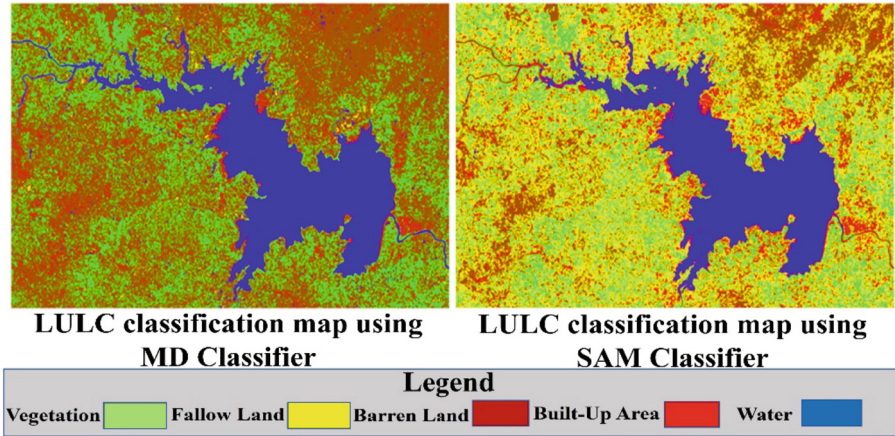 LULC classification map using
MD Classifier
LULC classification map using
SAM Classifier
Legend
Vegetation Fallow Land Barren Land Built-Up Area Water